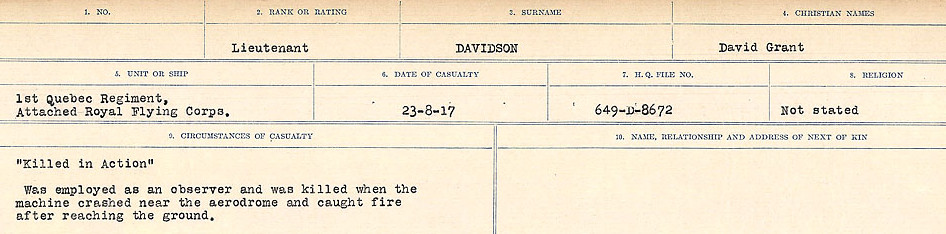 1. NO.
2. RANK OR RATING
3. SURNAME
4. CHRISTIAN NAMES
Lieutenant
DAVIDSON
David Grant
5. UNIT OR SHIP
6. DATE OF CASUALTY
7. H. Q. FILE NO.
8. RELIGION
1st Quebec Regiment,
Attached Royal Flying Corps.
23-8-17
649-D-8672
Not stated
9. CIRCUMSTANCES OF CASUALTY
10. NAME, RELATIONSHIP AND ADDRESS OF NEXT OF KIN
"Killed in Action"
Was employed as an observer and was killed when the
machine crashed near the aerodrome and caught fire
after reaching the ground.